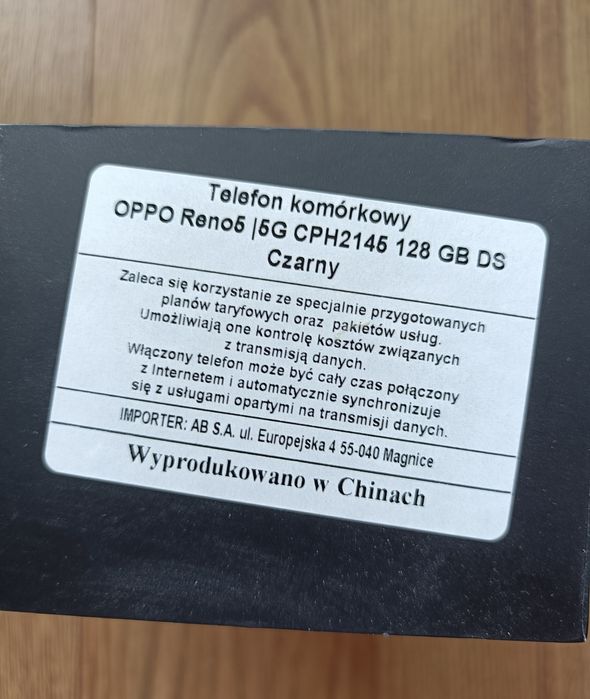 Telefon komórkowy
OPPO Reno5 |5G CPH2145 128 GB DS
Czarny
Zaleca się korzystanie ze specjalnie przygotowanych
planów taryfowych oraz pakietów usług.
Umożliwiają one kontrolę kosztów związanych
z transmisją danych.
Włączony telefon może być cały czas połączony
z Internetem i automatycznie synchronizuje
się z usługami opartymi na transmisji danych.
IMPORTER: AB S.A. ul. Europejska 4 55-040 Magnice
Wyprodukowano w Chinach